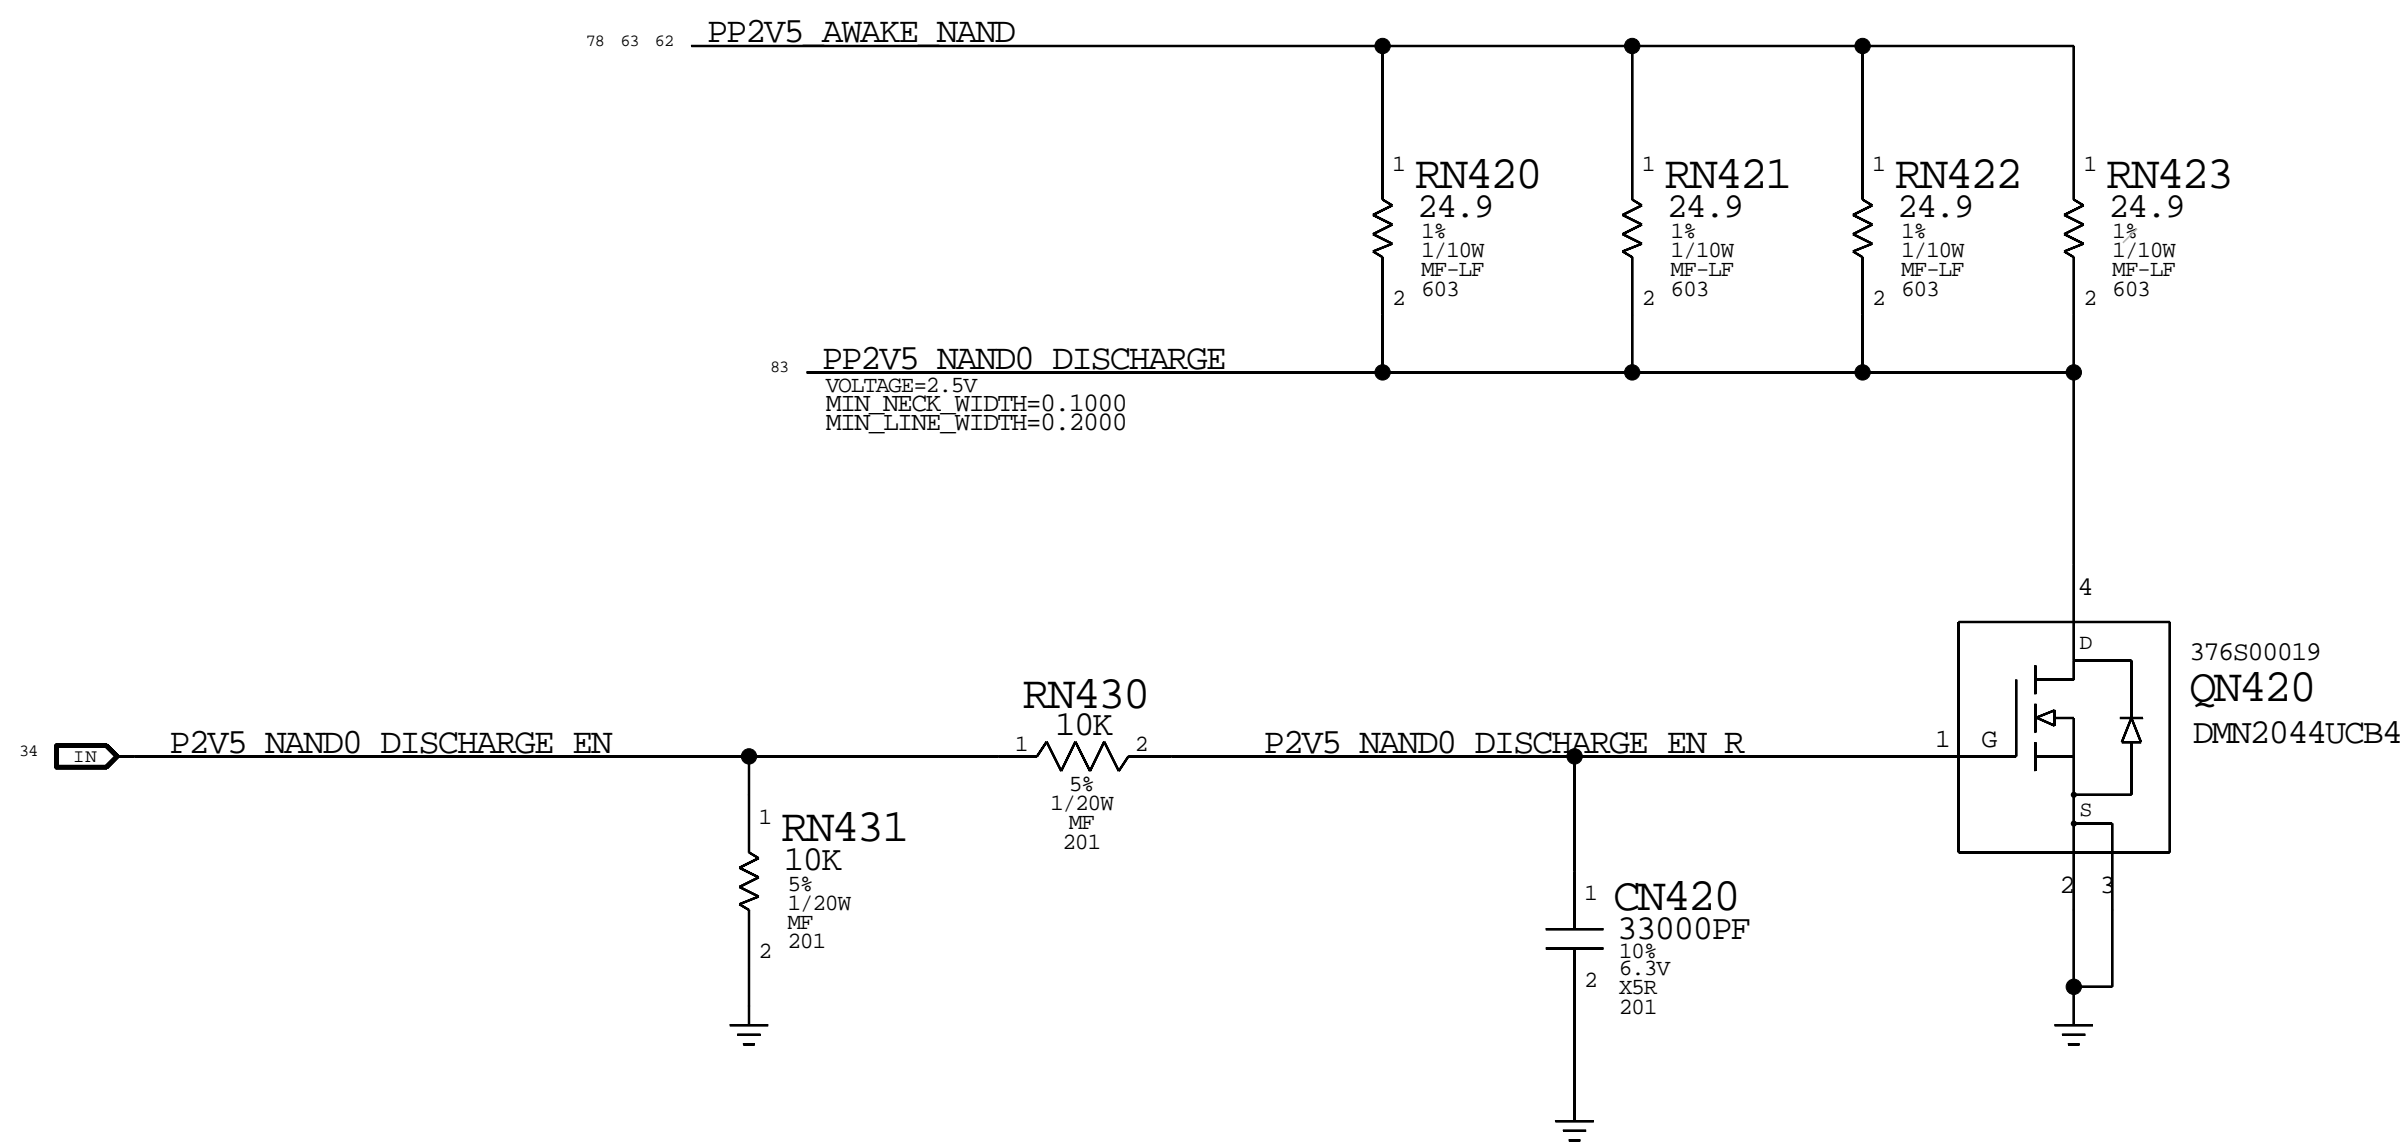 78 63 62 PP2V5_AWAKE_NAND
1 RN420
24.9
1%
1/10W
MF-LF
2 603
1 RN421
24.9
1%
1/10W
MF-LF
2 603
1 RN422
24.9
1%
1/10W
MF-LF
2 603
1 RN423
24.9
1%
1/10W
MF-LF
2 603
83 PP2V5_NAND0_DISCHARGE
VOLTAGE=2.5V
MIN_NECK_WIDTH=0.1000
MIN_LINE_WIDTH=0.2000
4
D
376S00019
QN420
DMN2044UCB4
1 G
S
2 3
34 IN P2V5_NAND0_DISCHARGE_EN
RN430
10K
1 2
5%
1/20W
MF
201
P2V5_NAND0_DISCHARGE_EN_R
1 RN431
10K
5%
1/20W
MF
2 201
1 CN420
33000PF
10%
6.3V
2 X5R
201